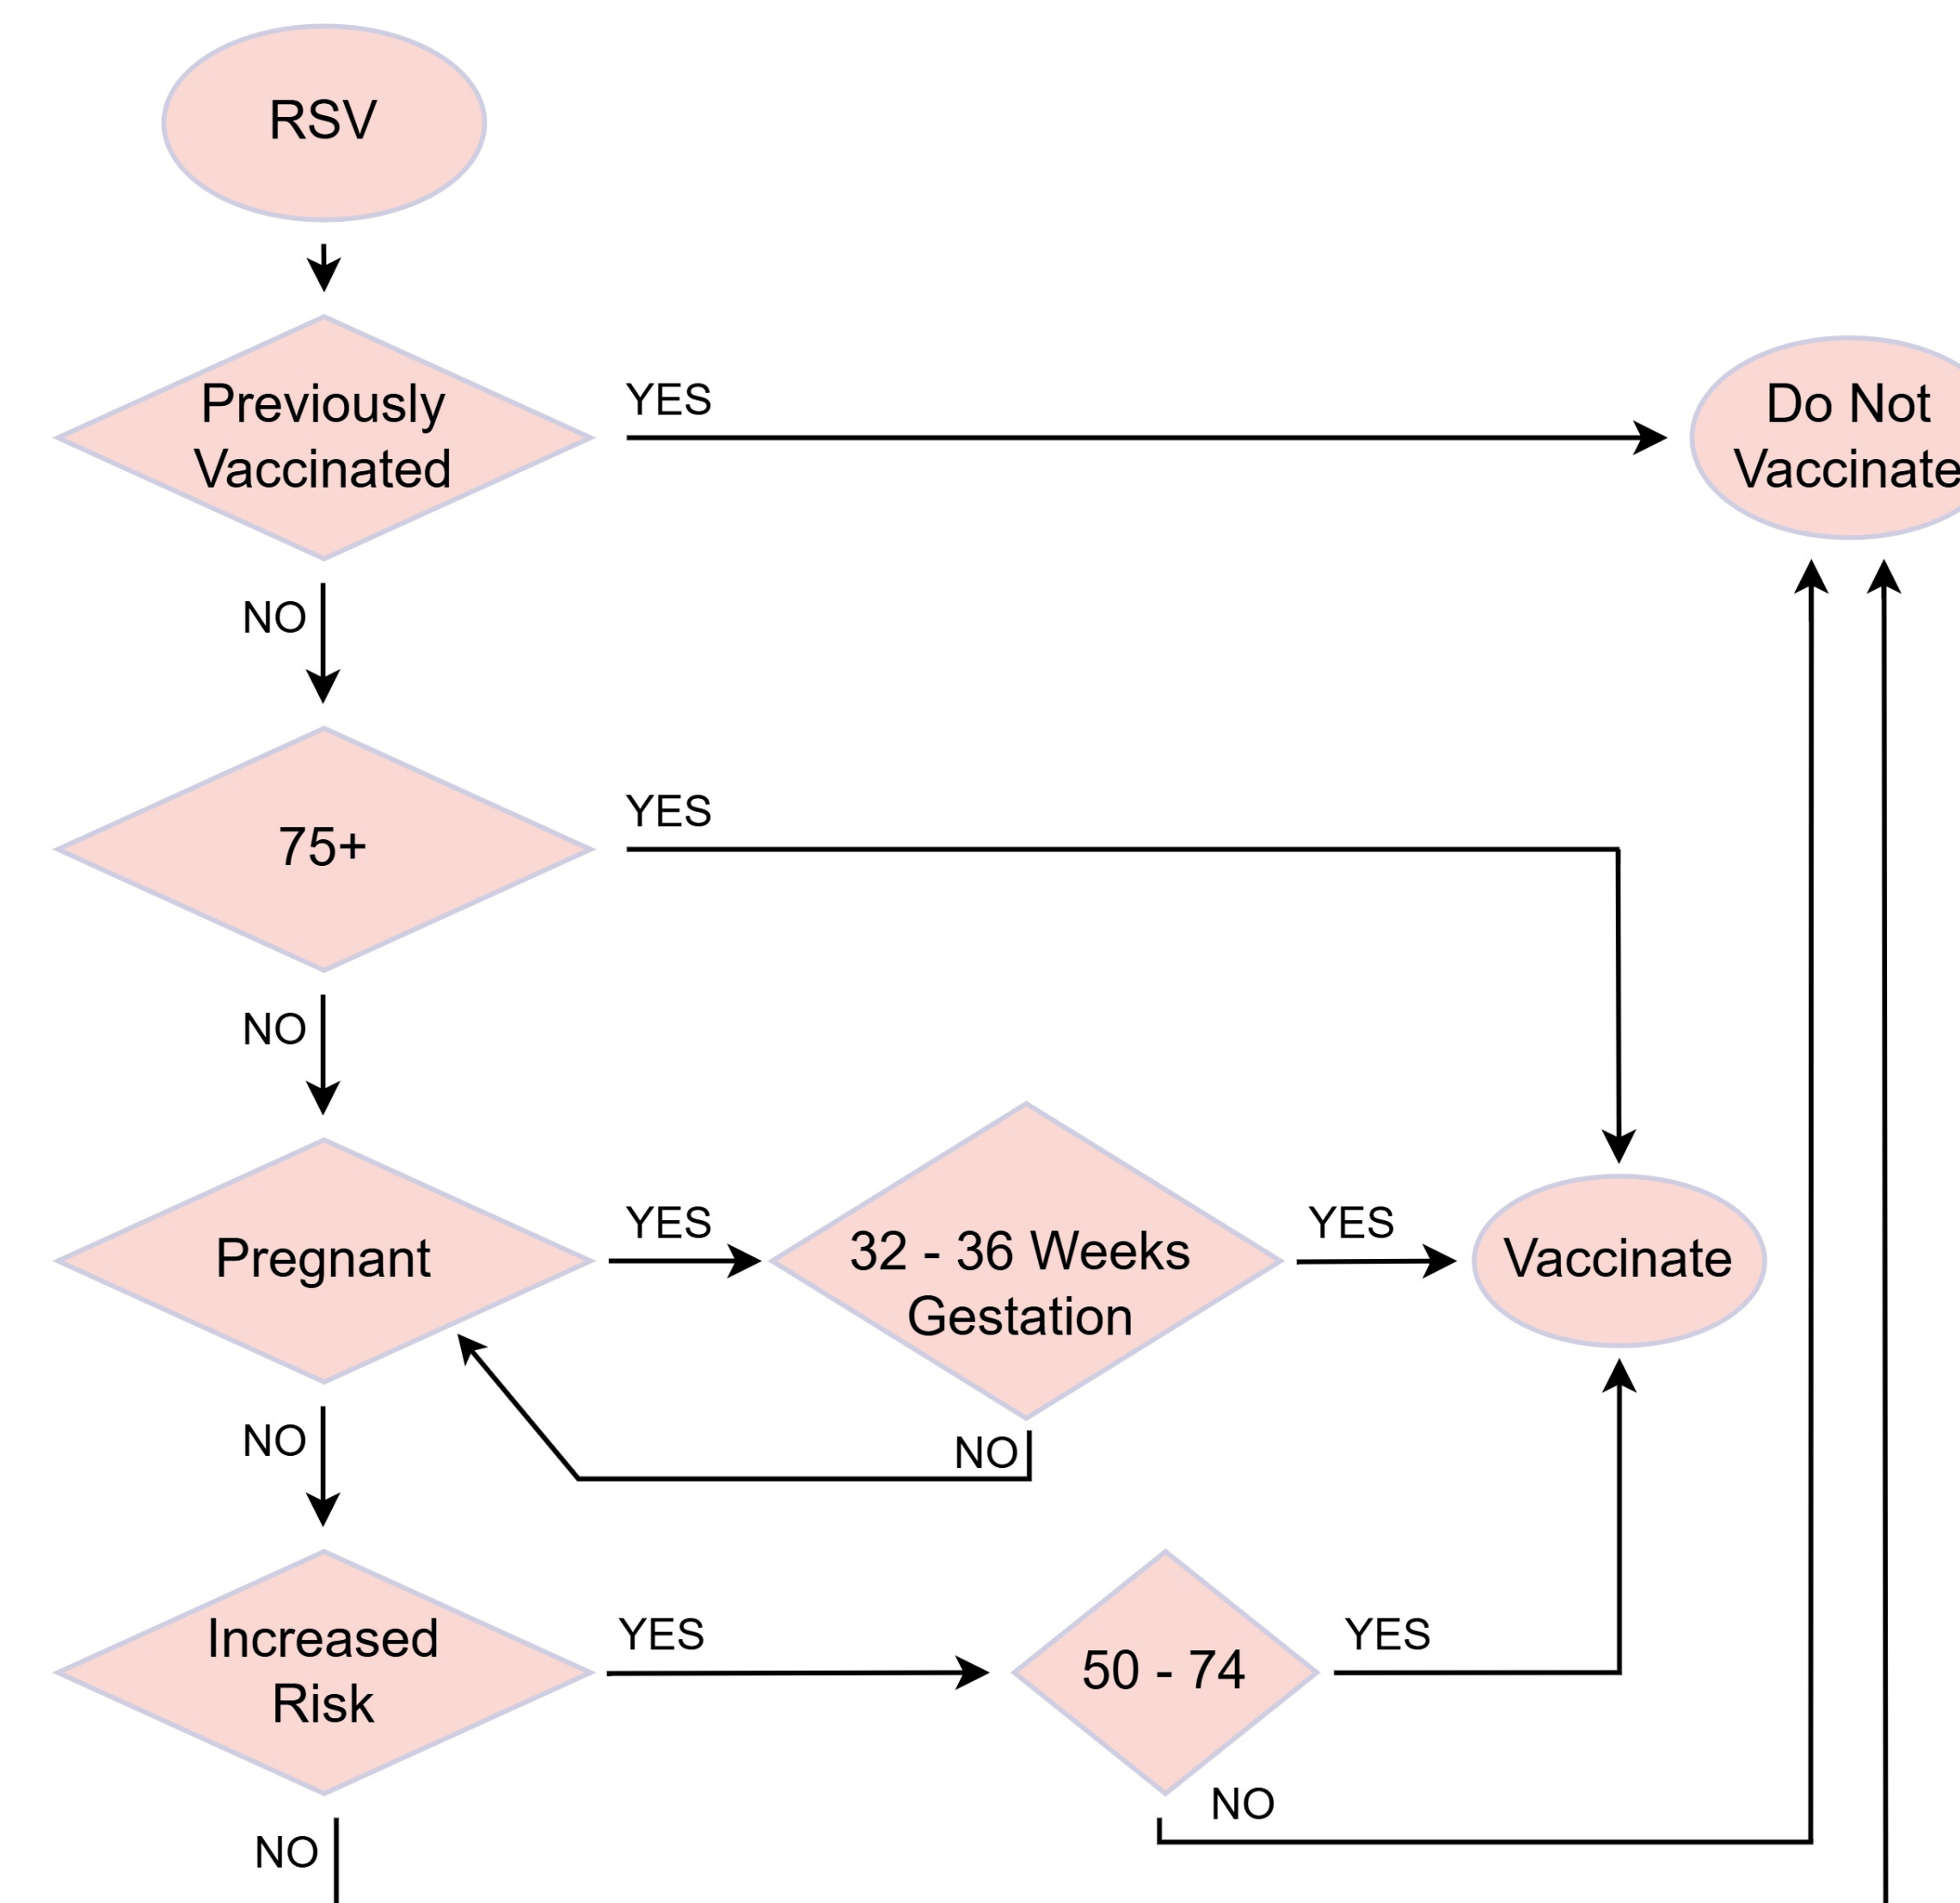 RSV
Previously
Vaccinated
YES
Do Not
Vaccinate
NO
75+
YES
NO
Pregnant
YES
32 - 36 Weeks
Gestation
YES
Vaccinate
NO
NO
Increased
Risk
YES
50 - 74
YES
NO
NO